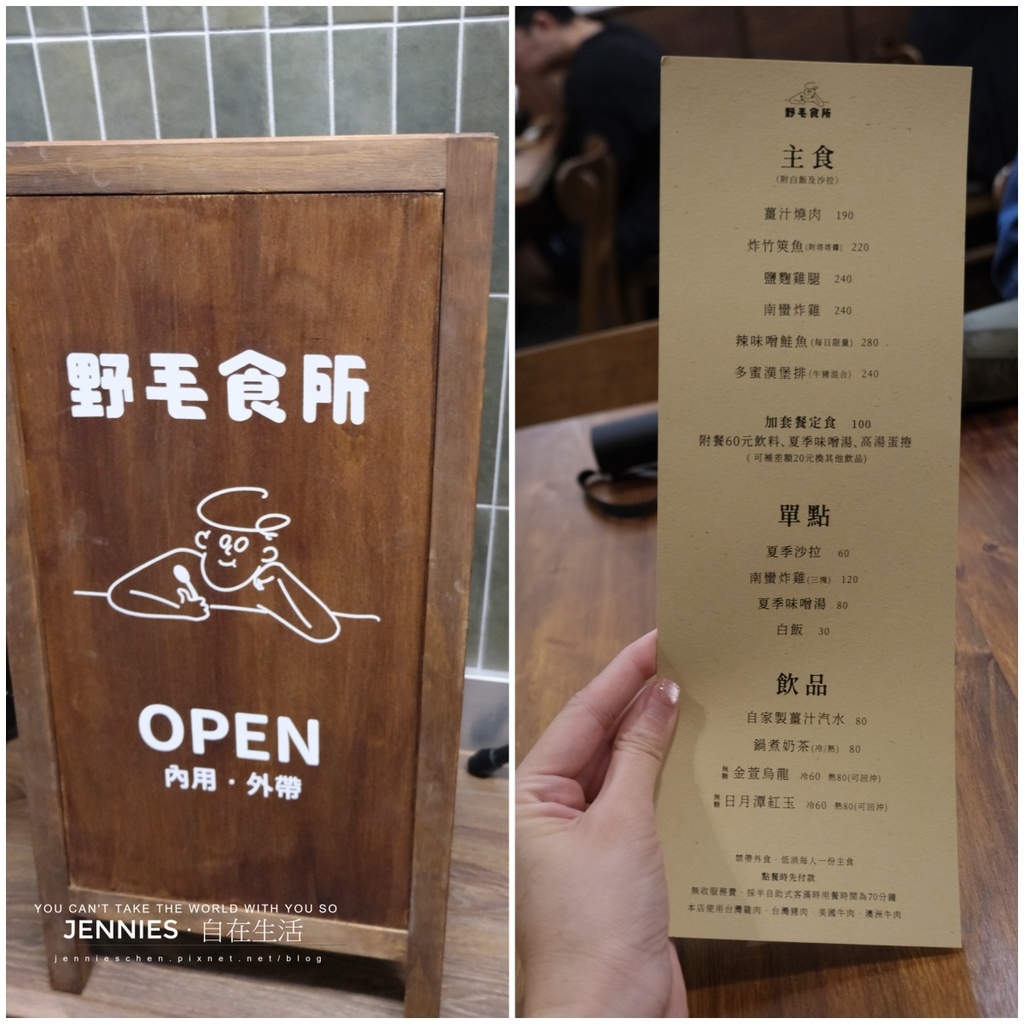 野毛食所
OPEN
內用・外帶
YOU CAN'T TAKE THE WORLD WITH YOU SO
JENNIES・自在生活
jennieschen.pixnet.net/blog
野毛食所
主食
(附白飯及沙拉)
薑汁燒肉 190
炸竹筴魚(附塔塔醬) 220
鹽麴雞腿 240
南蠻炸雞 240
辣味噌鮭魚(每日限量) 280
多蜜漢堡排(牛豬混合) 240
加套餐定食 100
附餐60元飲料、夏季味噌湯、高湯蛋捲
(可補差額20元換其他飲品)
單點
夏季沙拉 60
南蠻炸雞(三塊) 120
夏季味噌湯 80
白飯 30
飲品
自家製薑汁汽水 80
鍋煮奶茶(冷/熱) 80
無糖 金萱烏龍 冷60 熱80(可回沖)
無糖 日月潭紅玉 冷60 熱80(可回沖)
禁帶外食・低消每人一份主食
點餐時先付款
無收服務費・採半自助式客滿時用餐時間為70分鐘
本店使用台灣雞肉・台灣豬肉・美國牛肉・澳洲牛肉